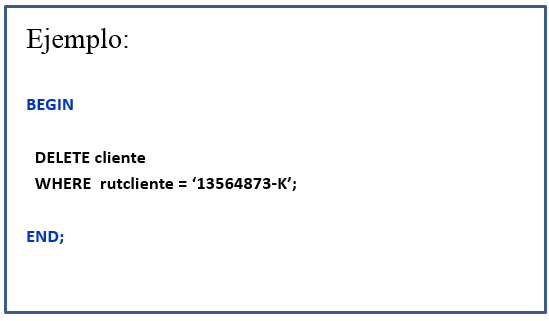 Ejemplo:
BEGIN
DELETE cliente
WHERE rutcliente = ‘13564873-K’;
END;